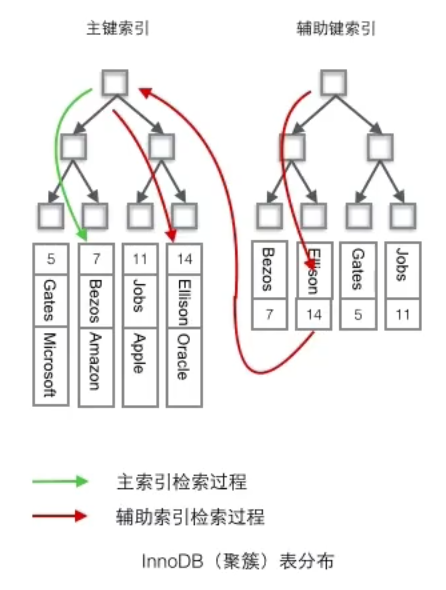 主键索引
辅助键索引
5
7
11
14
Gates
Bezos
Jobs
Ellison
Microsoft
Amazon
Apple
Oracle
Bezos
Ellison
Gates
Jobs
7
14
5
11
主索引检索过程
辅助索引检索过程
InnoDB（聚簇）表分布